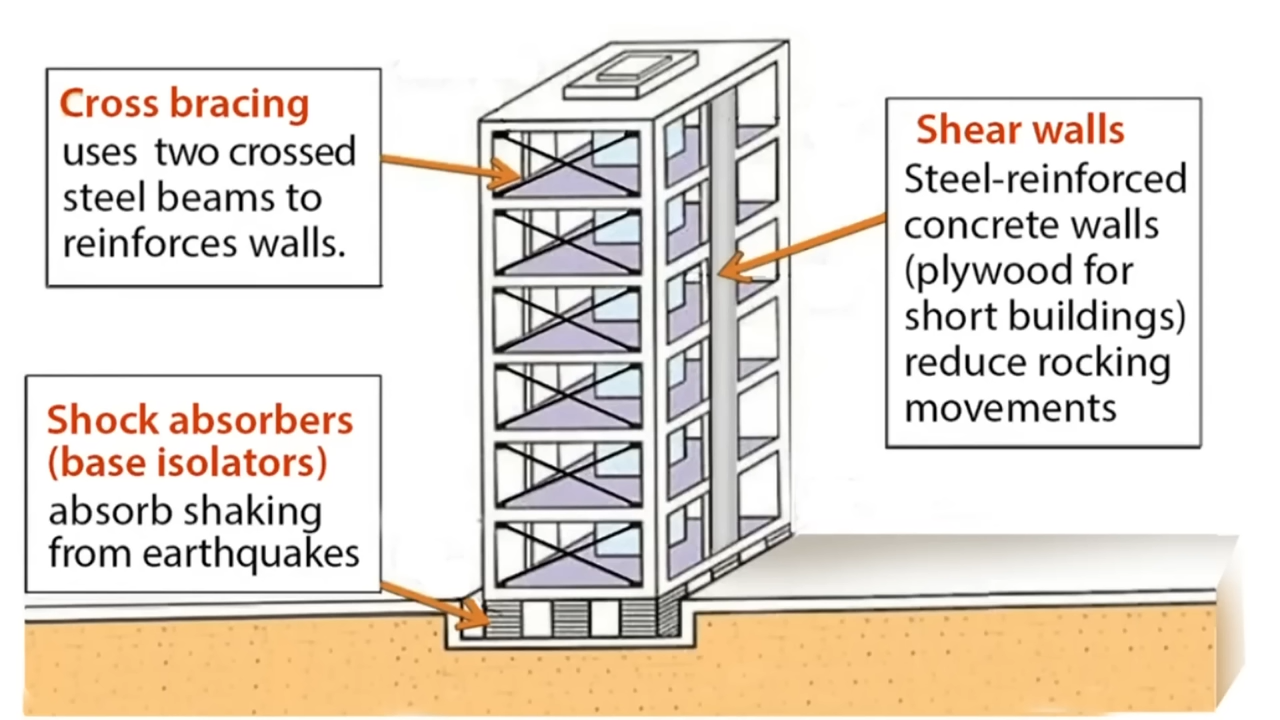 Cross bracing
uses two crossed
steel beams to
reinforces walls.
Shock absorbers
(base isolators)
absorb shaking
from earthquakes
Shear walls
Steel-reinforced
concrete walls
(plywood for
short buildings)
reduce rocking
movements